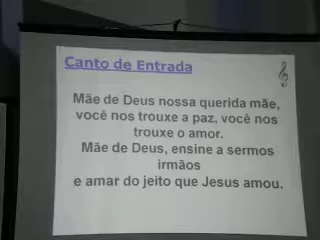 Canto de Entrada
Mãe de Deus nossa querida mãe,
você nos trouxe a paz, você nos
trouxe o amor.
Mãe de Deus, ensine a sermos
irmãos
e amar do jeito que Jesus amou.